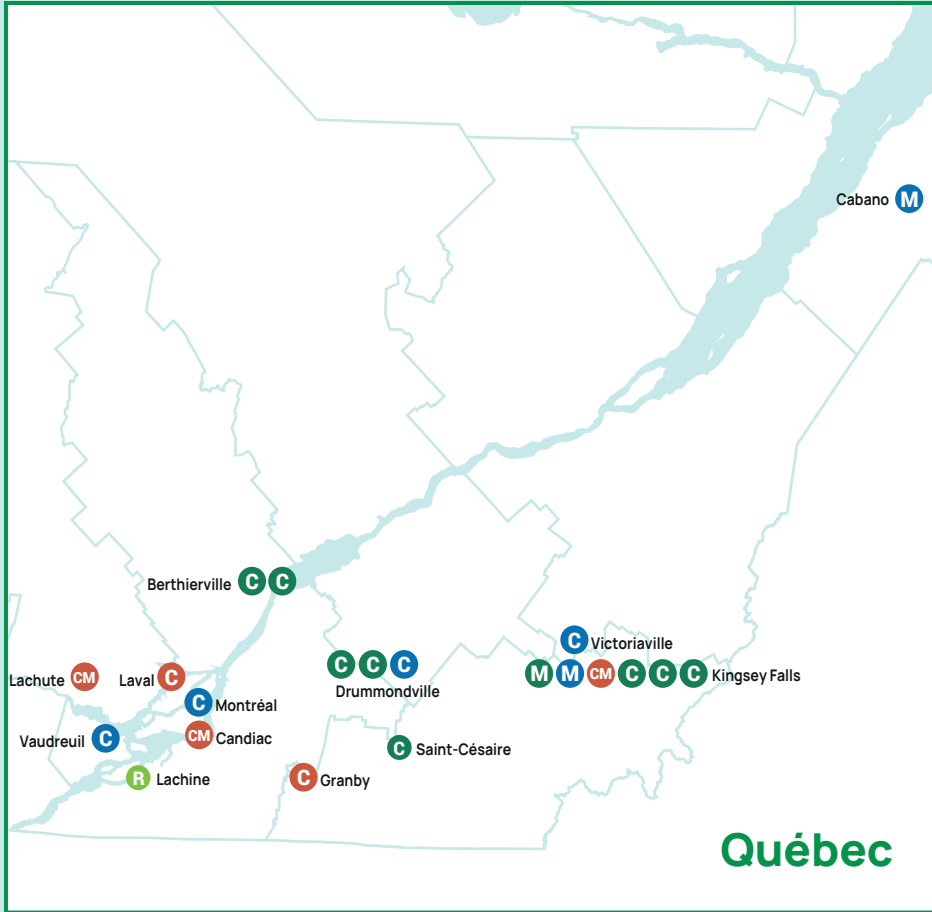 Cabano M
Berthierville C C
C Victoriaville
C C C
Drummondville
M M CM C C C Kingsey Falls
Lachute CM
Laval C
C Montréal
Vaudreuil C
CM Candiac
C Saint-Césaire
R Lachine
C Granby
Québec